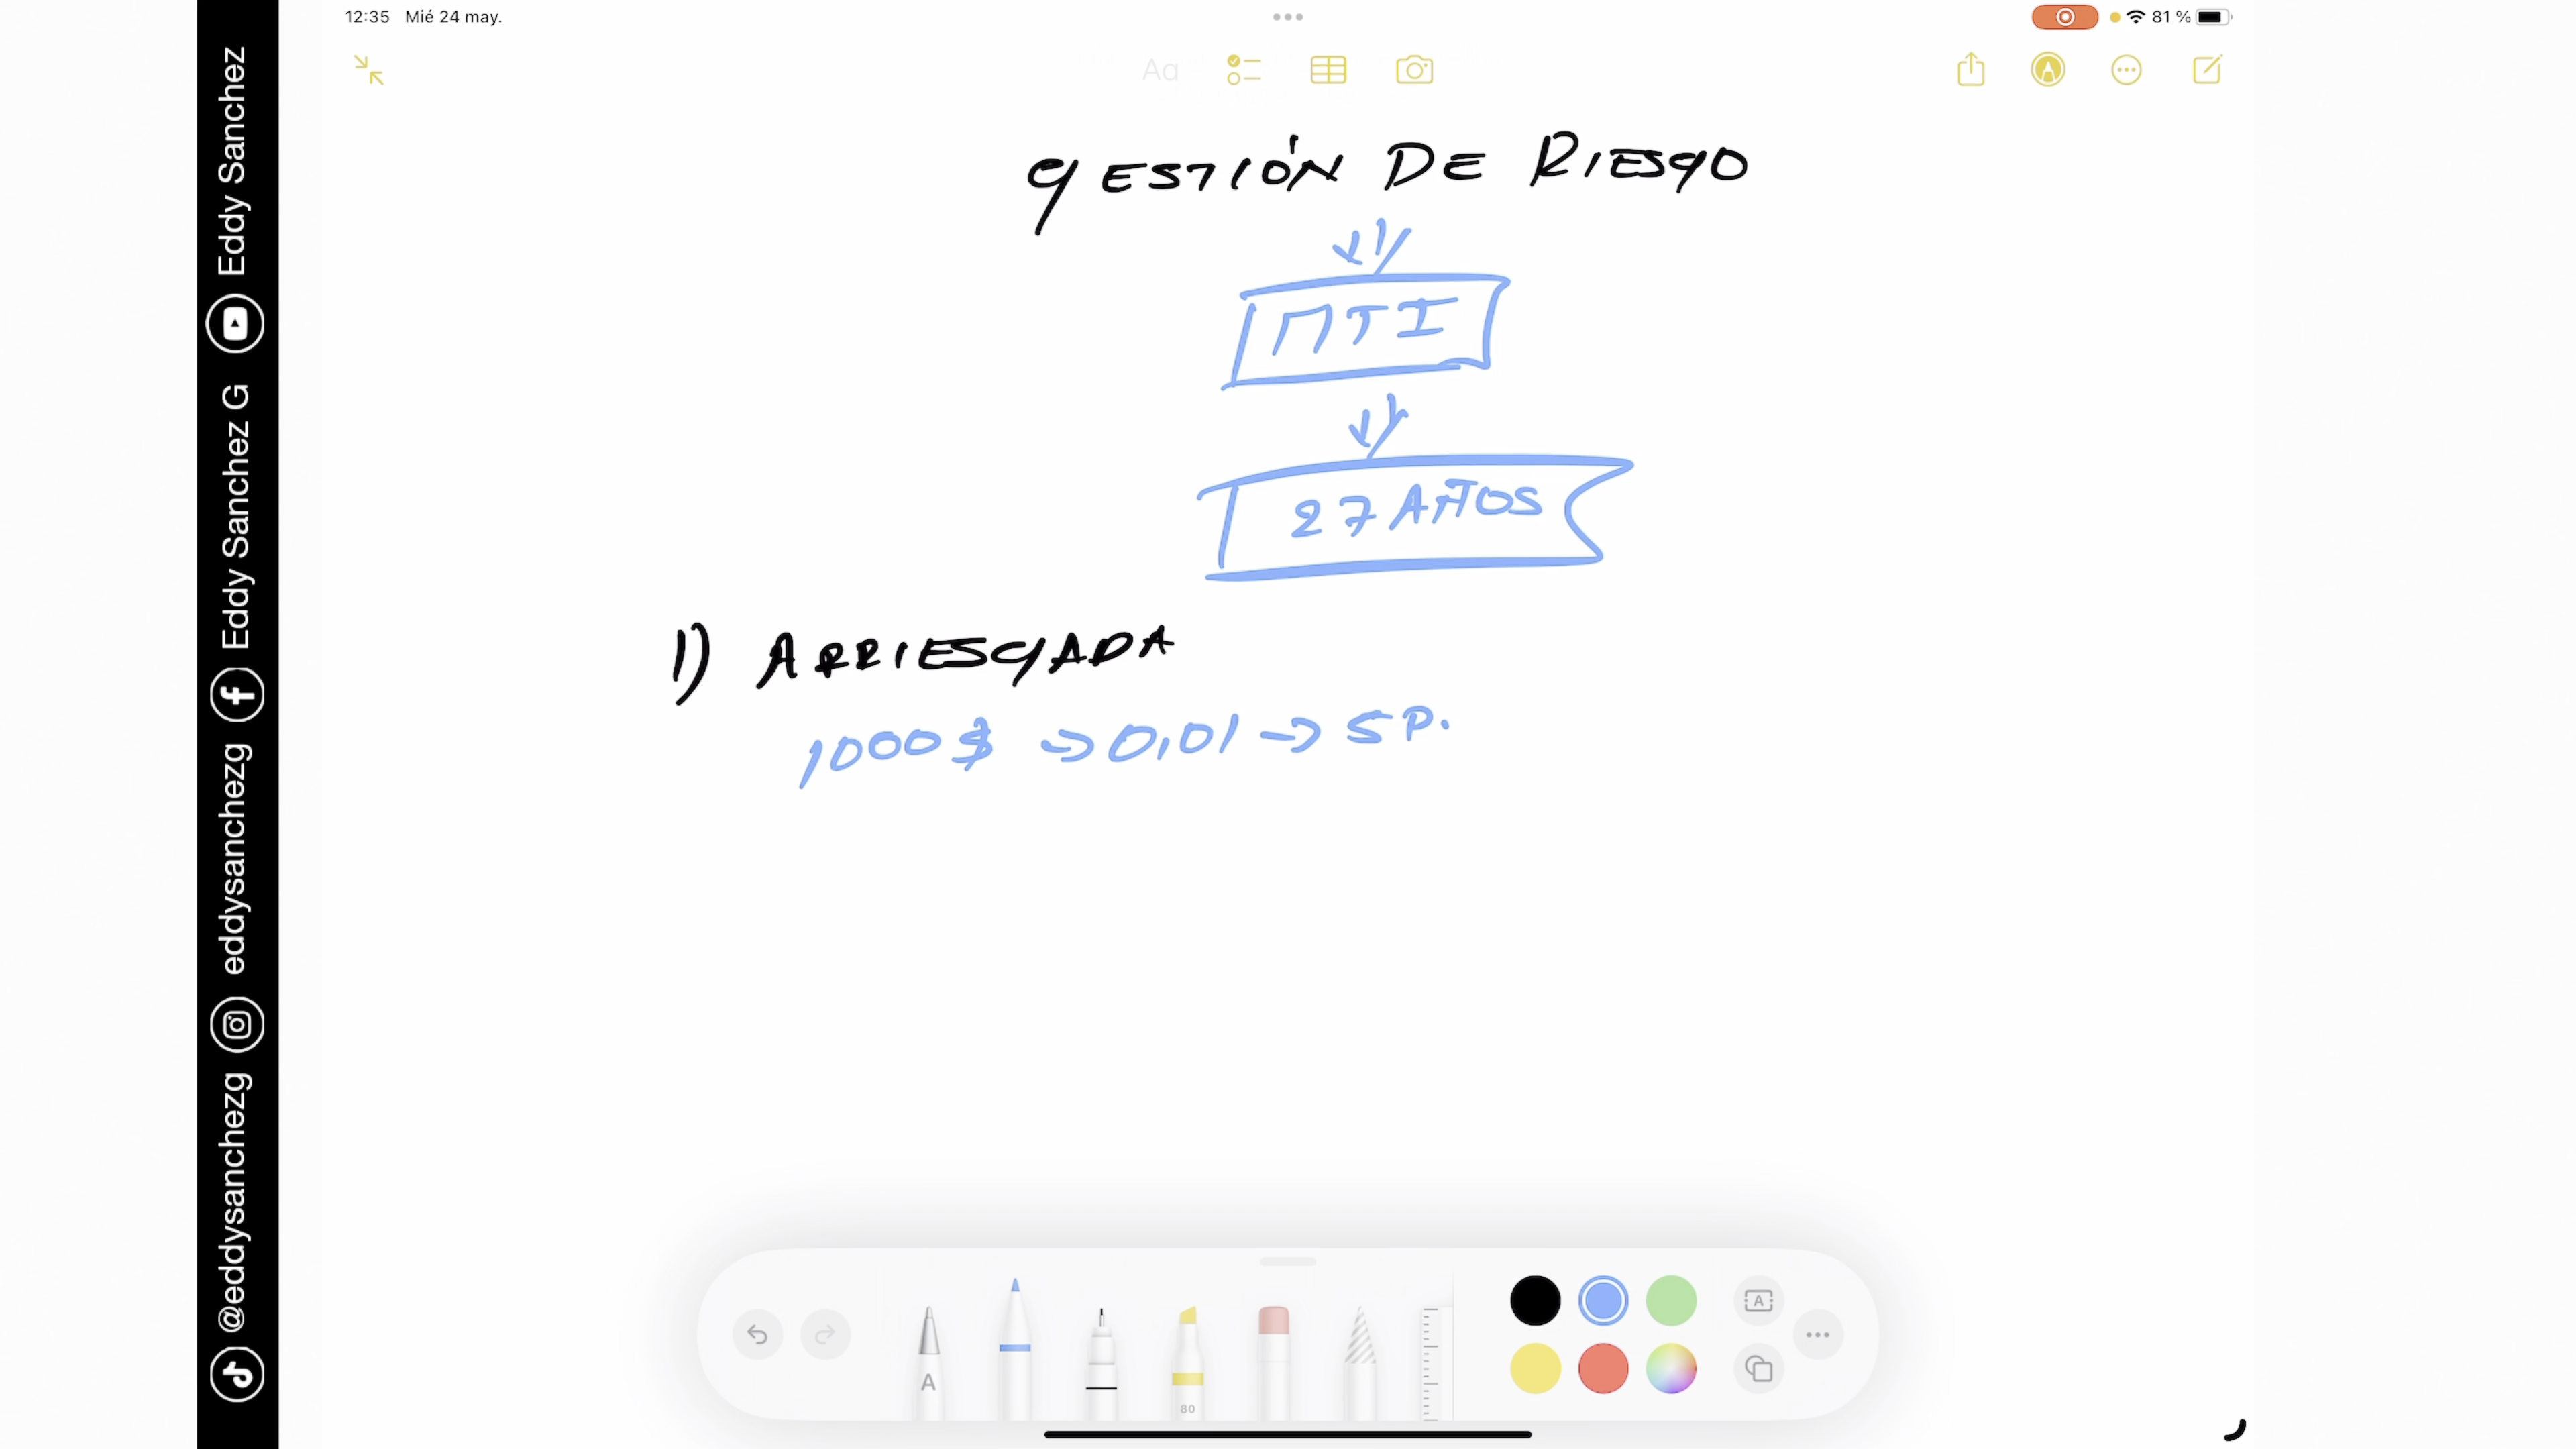 12:35 Mié 24 may.
81 %
Aa
GESTIÓN DE RIESGO
MTI
27 AÑOS
1) ARRIESGADA
1000$ → 0,01 → 5 P.
A
80
A
Eddy Sanchez
Eddy Sanchez G
eddysanchezg
@eddysanchezg